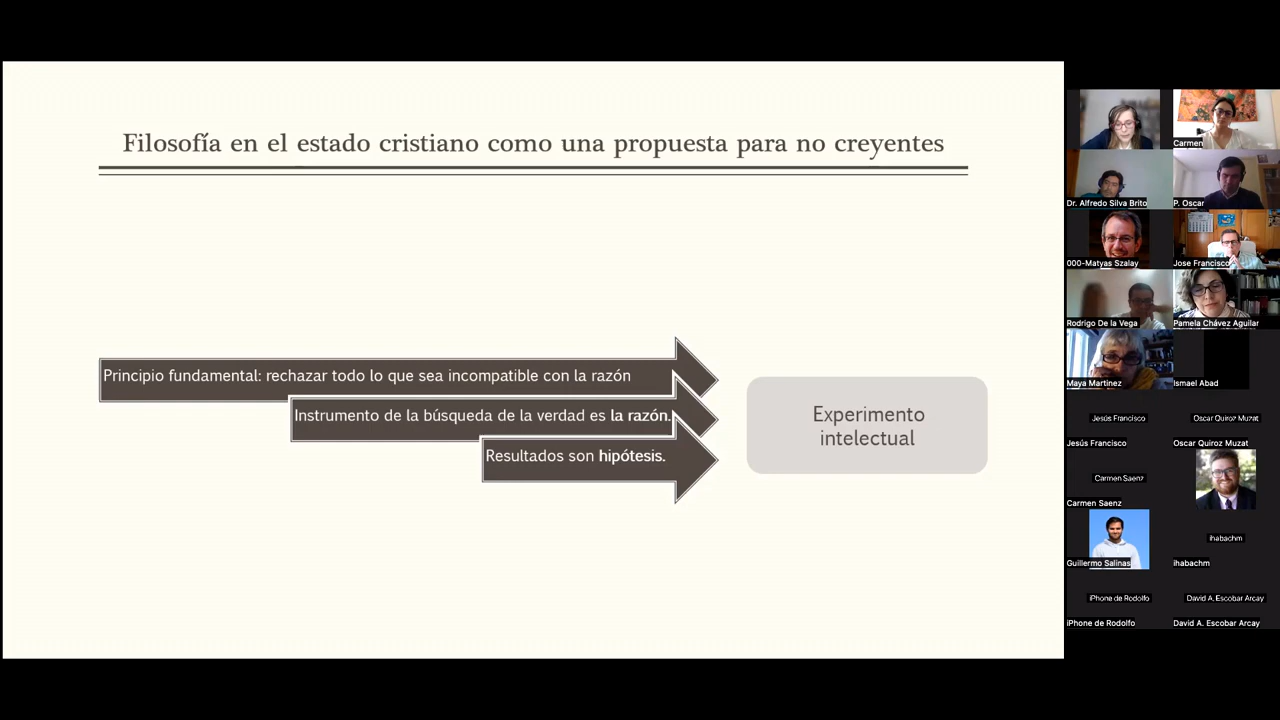 Filosofía en el estado cristiano como una propuesta para no creyentes
Principio fundamental: rechazar todo lo que sea incompatible con la razón
Instrumento de la búsqueda de la verdad es la razón.
Resultados son hipótesis.
Experimento
intelectual
Carmen
Dr. Alfredo Silva Brito
P. Oscar
000-Matyas Szalay
Jose Francisco
Rodrigo De la Vega
Pamela Chávez Aguilar
Maya Martinez
Ismael Abad
Jesús Francisco
Oscar Quiroz Muzat
Jesús Francisco
Oscar Quiroz Muzat
Carmen Saenz
Carmen Saenz
ihabachm
Guillermo Salinas
ihabachm
iPhone de Rodolfo
David A. Escobar Arcay
iPhone de Rodolfo
David A. Escobar Arcay